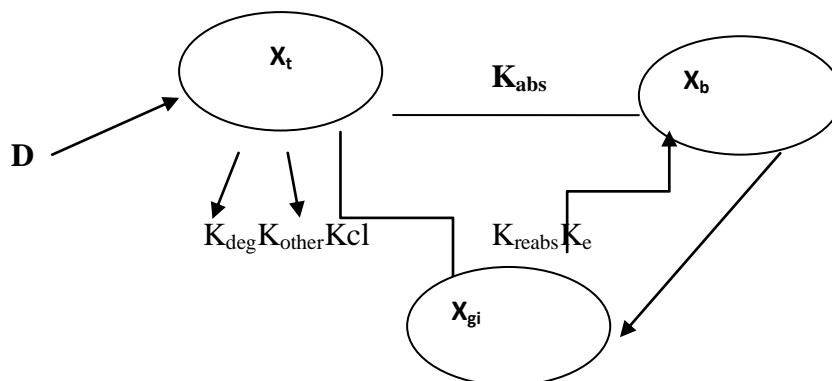 Xt
Kabs
Xb
D
KdegKotherKcl
KreabsKe
Xgi